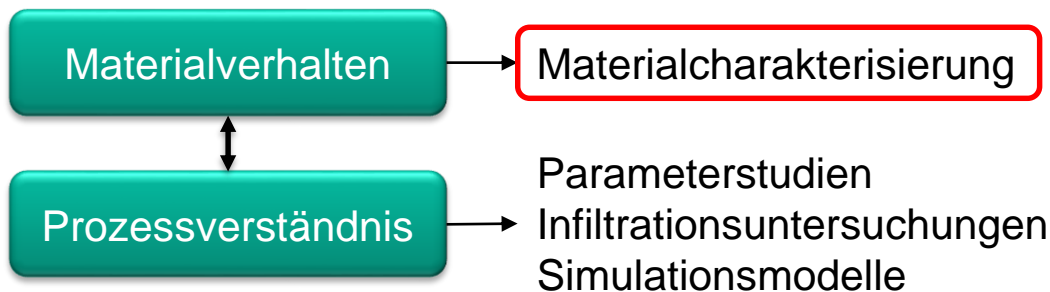 Materialverhalten
Materialcharakterisierung
Prozessverständnis
Parameterstudien
Infiltrationsuntersuchungen
Simulationsmodelle